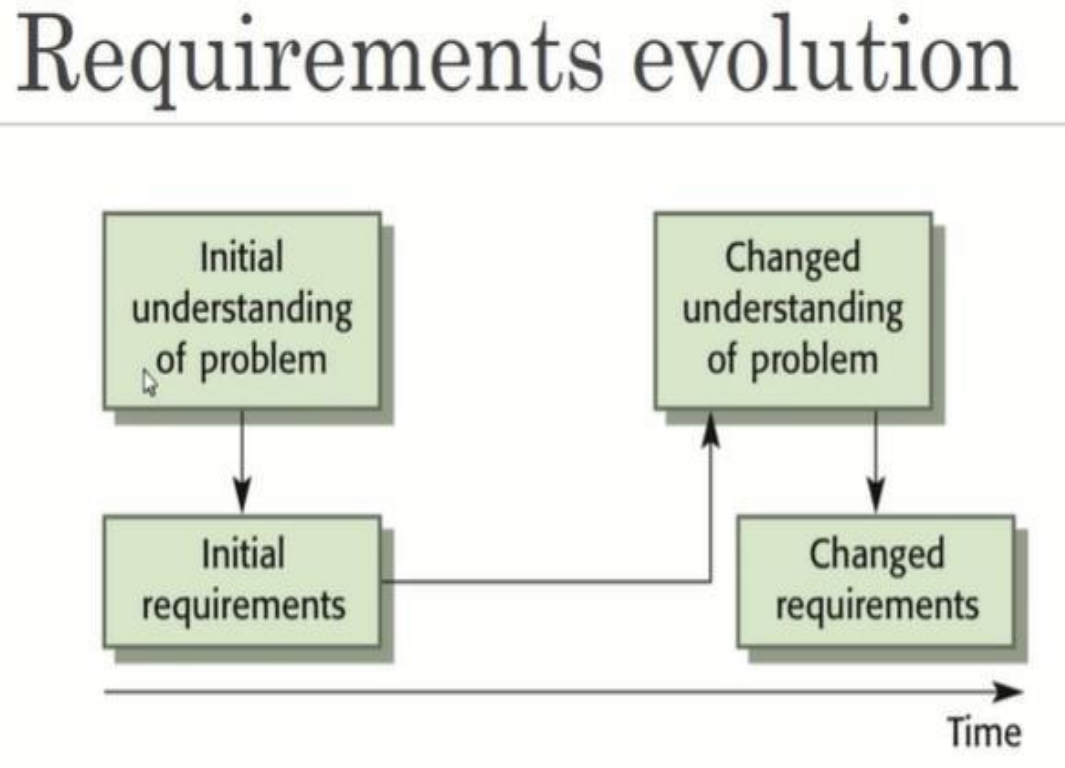 Requirements evolution
Initial
understanding
of problem
Changed
understanding
of problem
Initial
requirements
Changed
requirements
Time